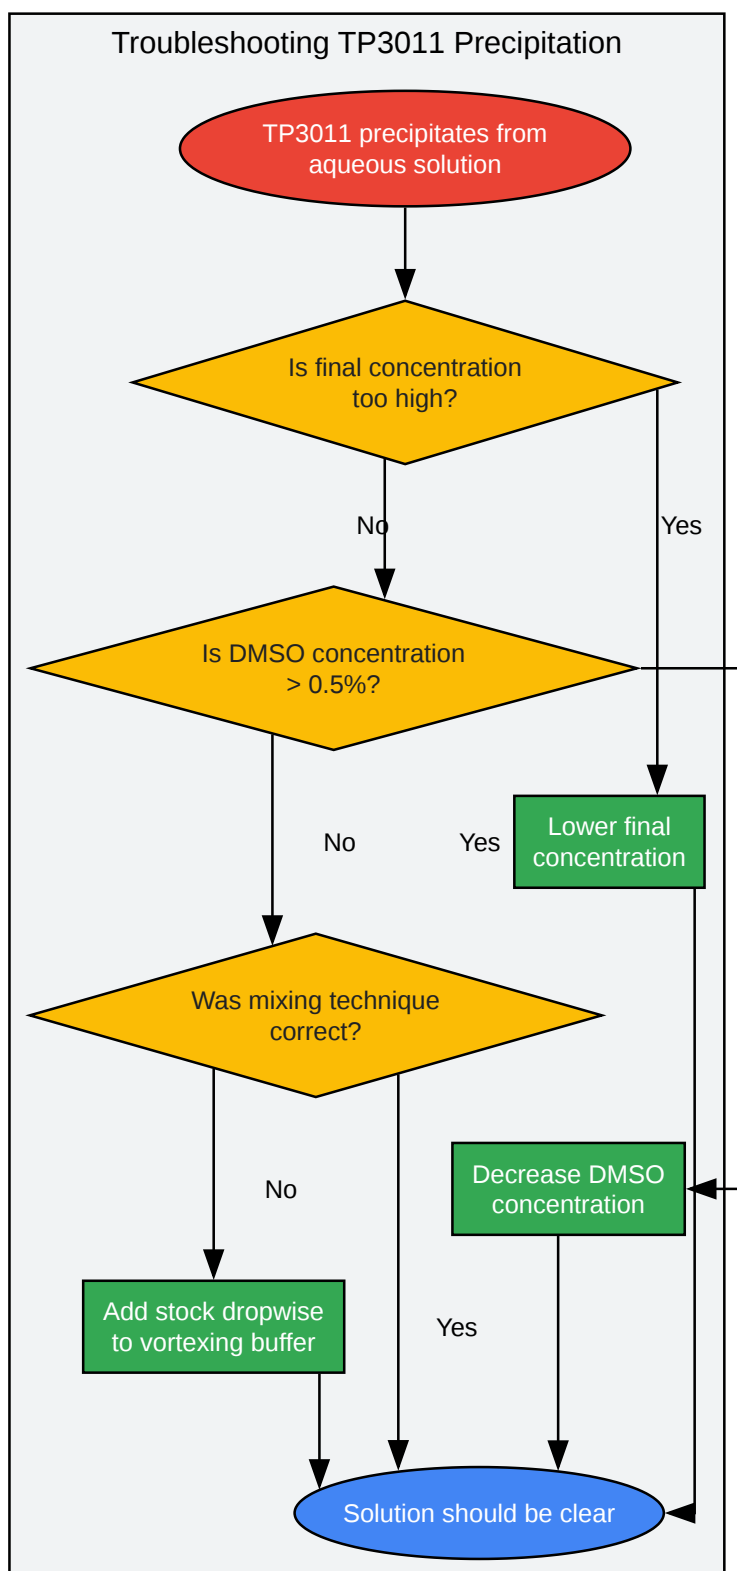 Troubleshooting TP3011 Precipitation
TP3011 precipitates from
aqueous solution
Is final concentration
too high?
No
Yes
Is DMSO concentration
> 0.5%?
No
Yes
Lower final
concentration
Was mixing technique
correct?
No
Decrease DMSO
concentration
Add stock dropwise
to vortexing buffer
Yes
Solution should be clear